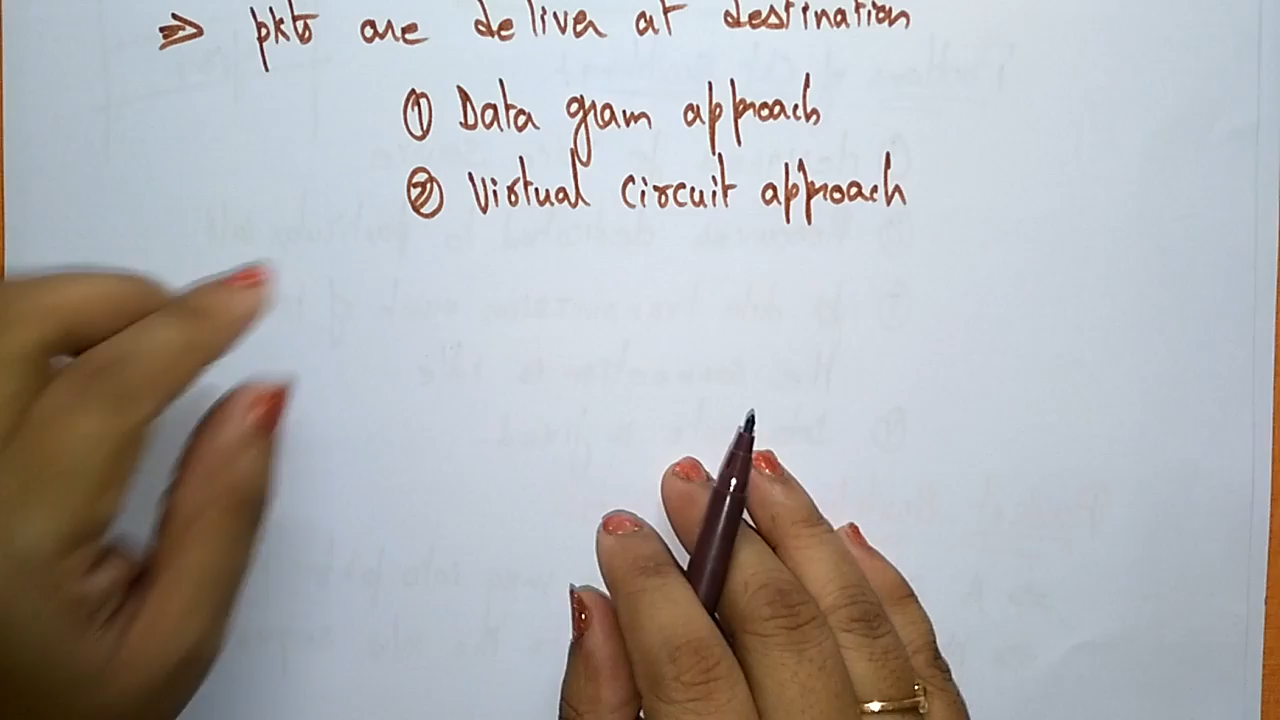 ⇒ pkts are deliver at destination
① Data gram approach
② Virtual circuit approach